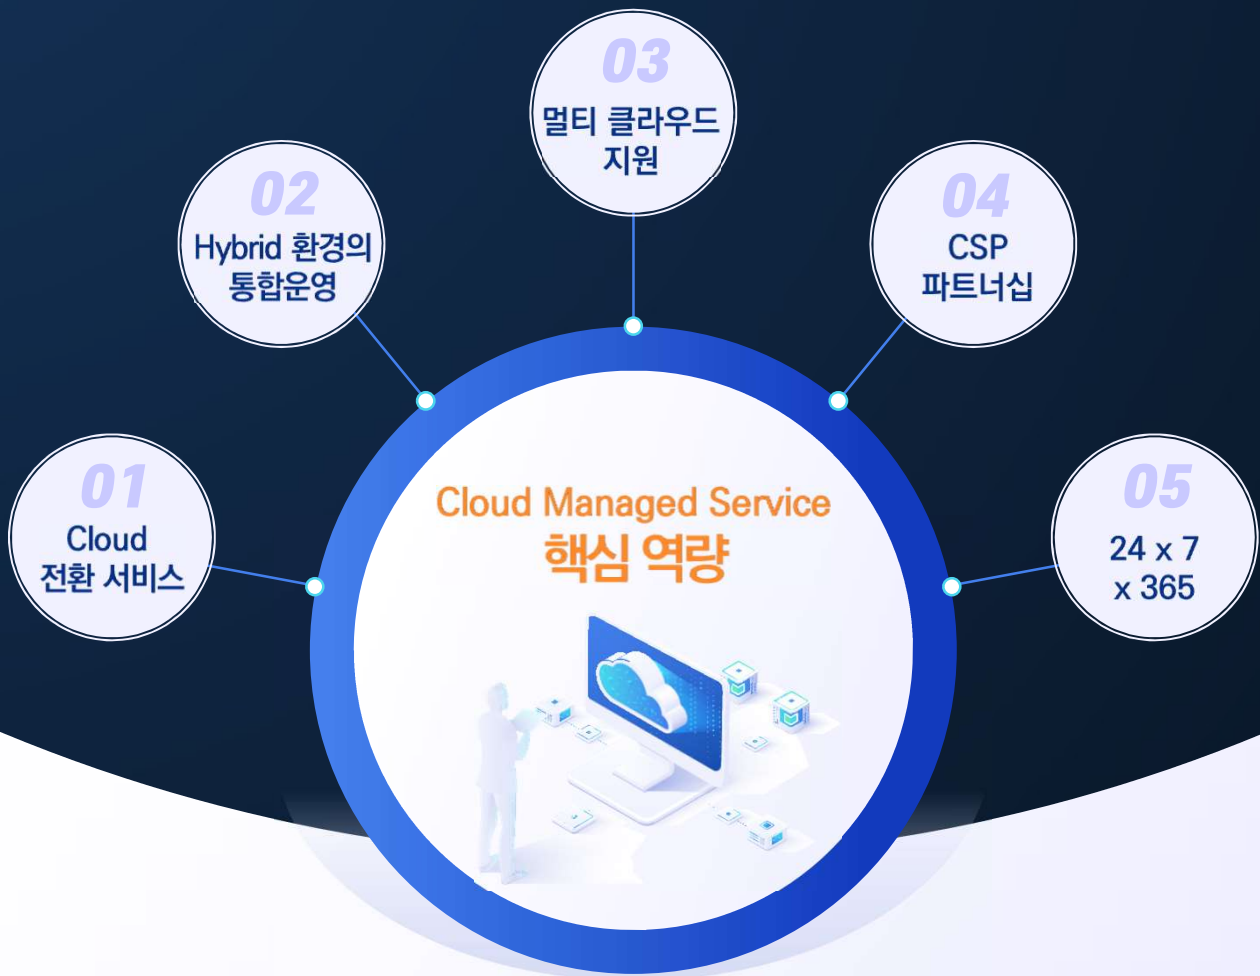 01
Cloud
전환 서비스
02
Hybrid 환경의
통합운영
03
멀티 클라우드
지원
04
CSP
파트너십
05
24 x 7
x 365
Cloud Managed Service
핵심 역량